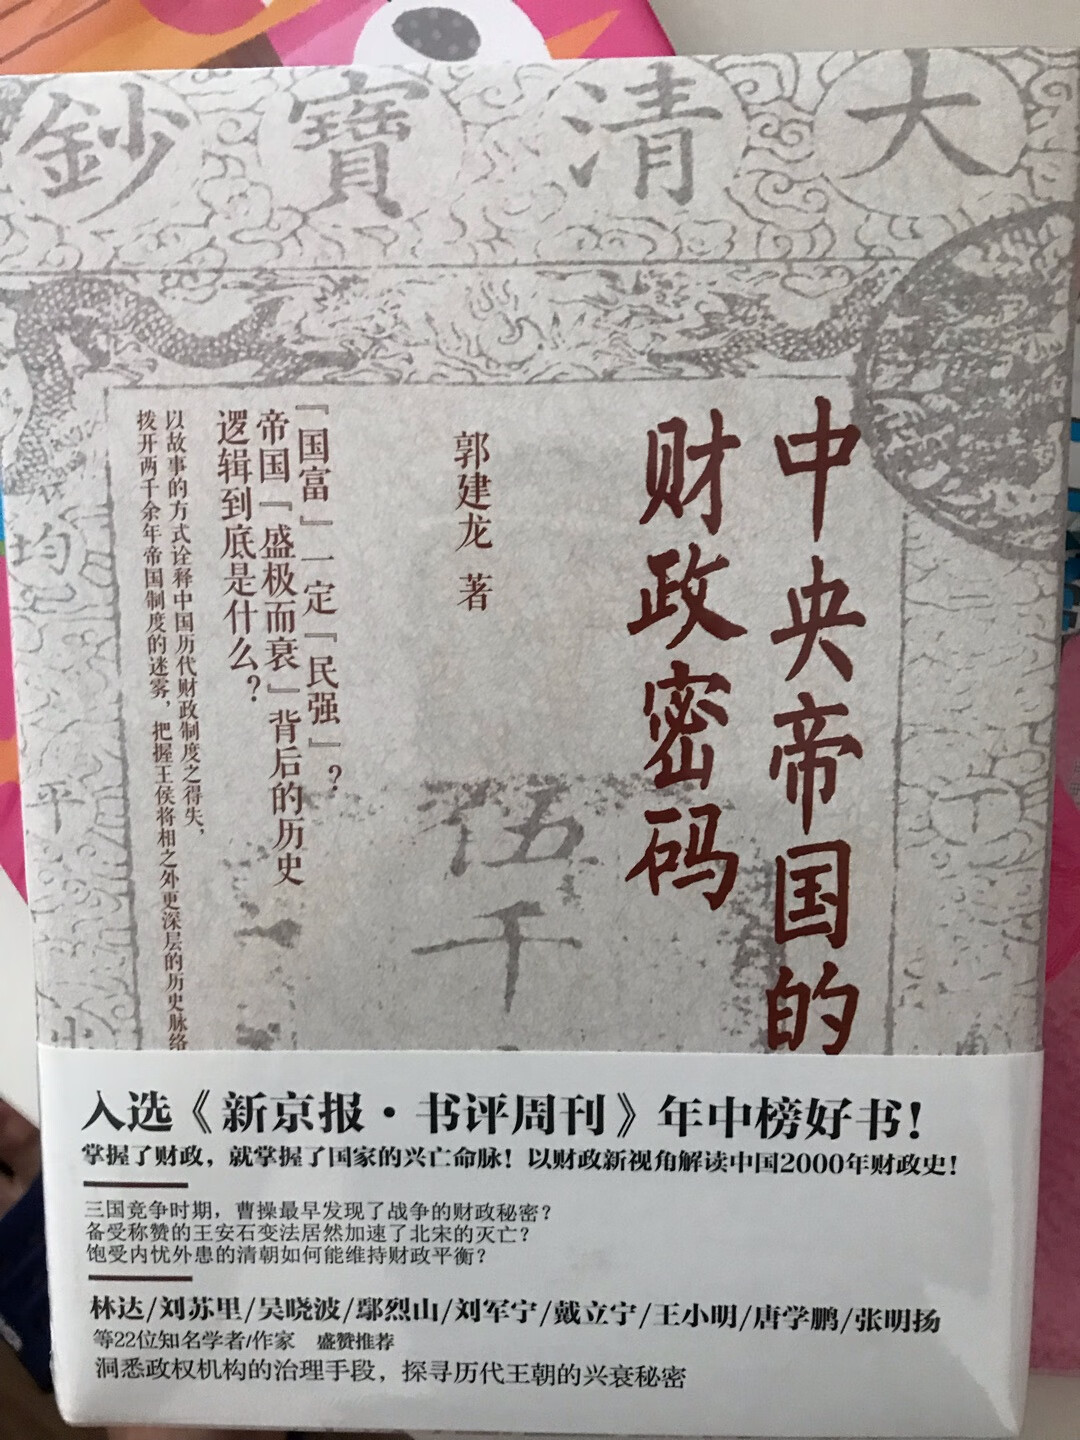 大清寶鈔
中央帝国的
财政密码
郭建龙 著
「国富」一定「民强」？
帝国「盛极而衰」背后的历史
逻辑到底是什么？
以故事的方式诠释中国历代财政制度之得失，
拨开两千余年帝国制度的迷雾，把握王侯将相之外更深层的历史脉络
伍
千
均
平
入选《新京报·书评周刊》年中榜好书！
掌握了财政，就掌握了国家的兴亡命脉！以财政新视角解读中国2000年财政史！
三国竞争时期，曹操最早发现了战争的财政秘密？
备受称赞的王安石变法居然加速了北宋的灭亡？
饱受内忧外患的清朝如何能维持财政平衡？
林达/刘苏里/吴晓波/鄢烈山/刘军宁/戴立宁/王小明/唐学鹏/张明扬
等22位知名学者/作家 盛赞推荐
洞悉政权机构的治理手段，探寻历代王朝的兴衰秘密